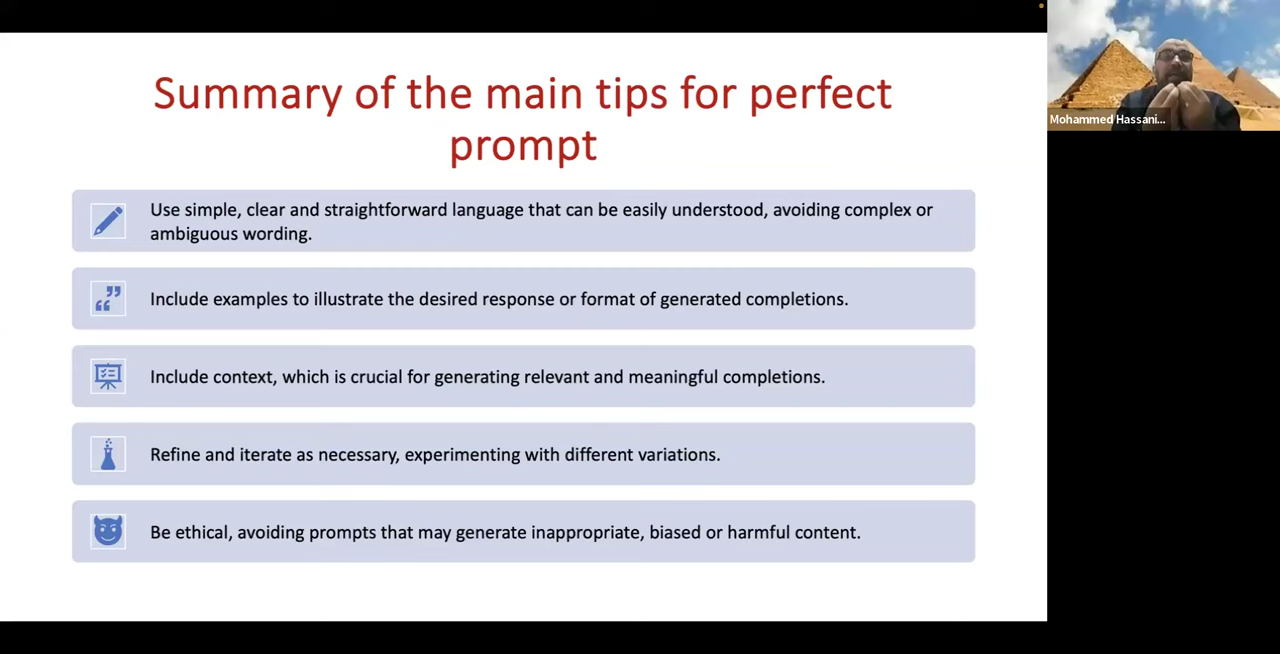 Summary of the main tips for perfect
prompt
Mohammed Hassani...
Use simple, clear and straightforward language that can be easily understood, avoiding complex or
ambiguous wording.
Include examples to illustrate the desired response or format of generated completions.
Include context, which is crucial for generating relevant and meaningful completions.
Refine and iterate as necessary, experimenting with different variations.
Be ethical, avoiding prompts that may generate inappropriate, biased or harmful content.